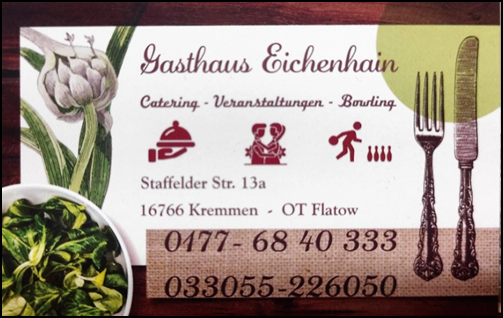 Gasthaus Eichenhain
Catering - Veranstaltungen - Bowling
Staffelder Str. 13a
16766 Kremmen - OT Flatow
0177- 68 40 333
033055-226050